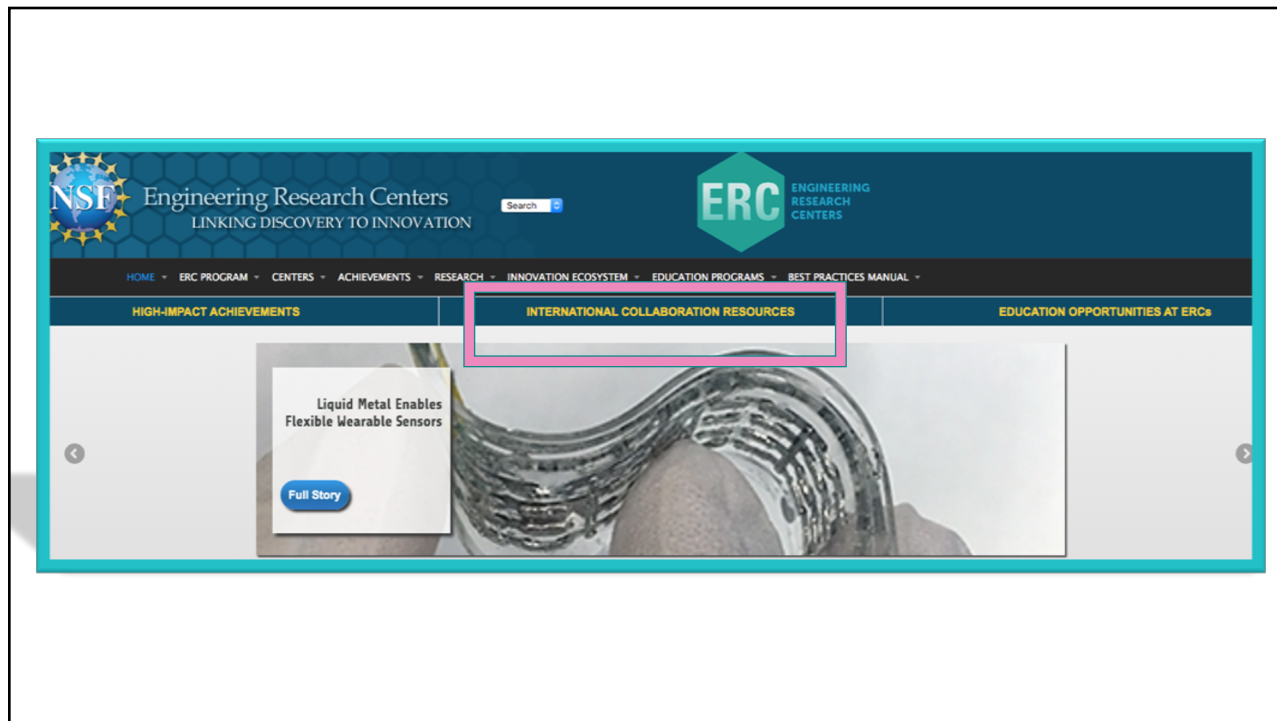 NSF
Engineering Research Centers
LINKING DISCOVERY TO INNOVATION
Search
ERC
ENGINEERING
RESEARCH
CENTERS
HOME ERC PROGRAM CENTERS ACHIEVEMENTS RESEARCH INNOVATION ECOSYSTEM EDUCATION PROGRAMS BEST PRACTICES MANUAL
HIGH-IMPACT ACHIEVEMENTS INTERNATIONAL COLLABORATION RESOURCES EDUCATION OPPORTUNITIES AT ERCs
Liquid Metal Enables
Flexible Wearable Sensors
Full Story